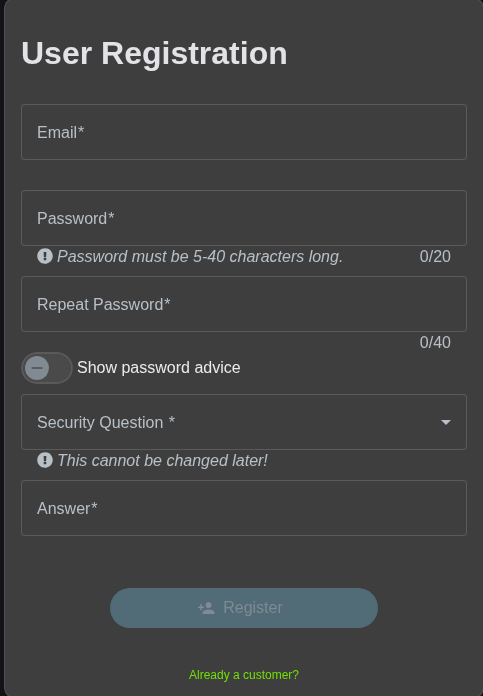 User Registration
Email*
Password*
Password must be 5-40 characters long. 0/20
Repeat Password*
0/40
Show password advice
Security Question *
This cannot be changed later!
Answer*
Register
Already a customer?